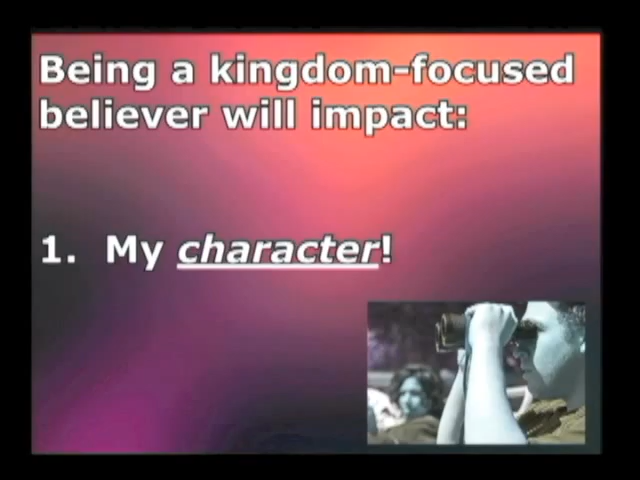 Being a kingdom-focused
believer will impact:
1. My character!